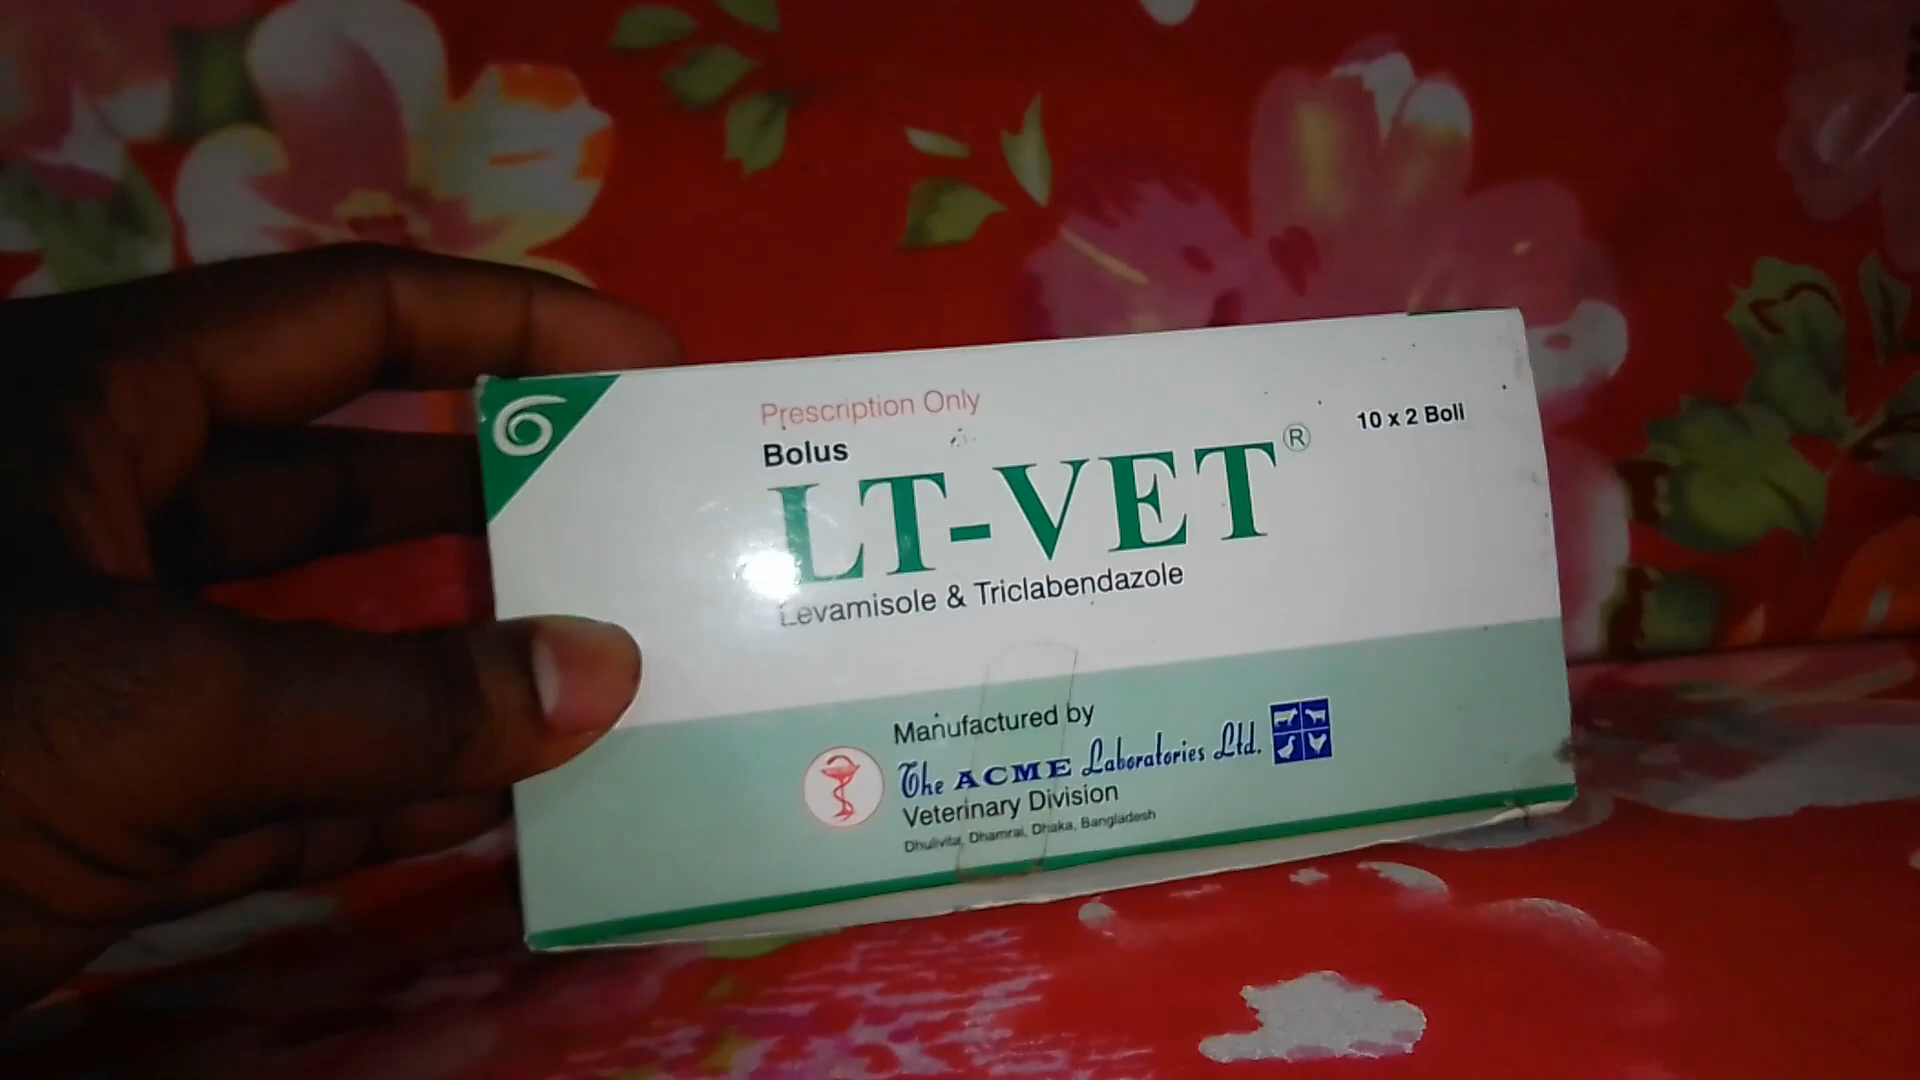 Prescription Only
Bolus
10 x 2 Boli
LT-VET®
Levamisole & Triclabendazole
Manufactured by
The ACME Laboratories Ltd.
Veterinary Division
Dhulivita, Dhamrai, Dhaka, Bangladesh